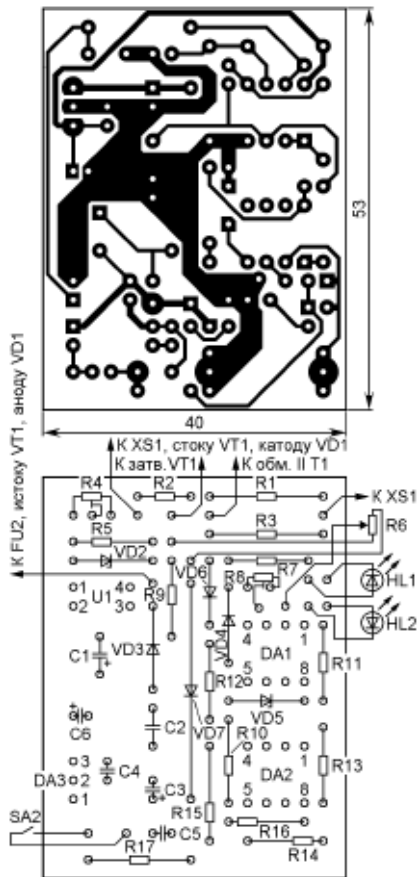 53
40
К FU2, истоку VT1, аноду VD1
К XS1, стоку VT1, катоду VD1
К затв. VT1
К обм. II T1
R4
R2
R1
К XS1
R6
R5
R3
VD2
VD6
R8
R7
HL1
U1
1
4
2
3
R9
VD4
HL2
C1
+
VD3
4
1
DA1
5
8
R12
R11
VD5
+
C6
C2
VD7
R10
3
DA3
2
1
C4
C3
+
4
1
DA2
5
8
R13
SA2
R15
C5
R16
R17
R14